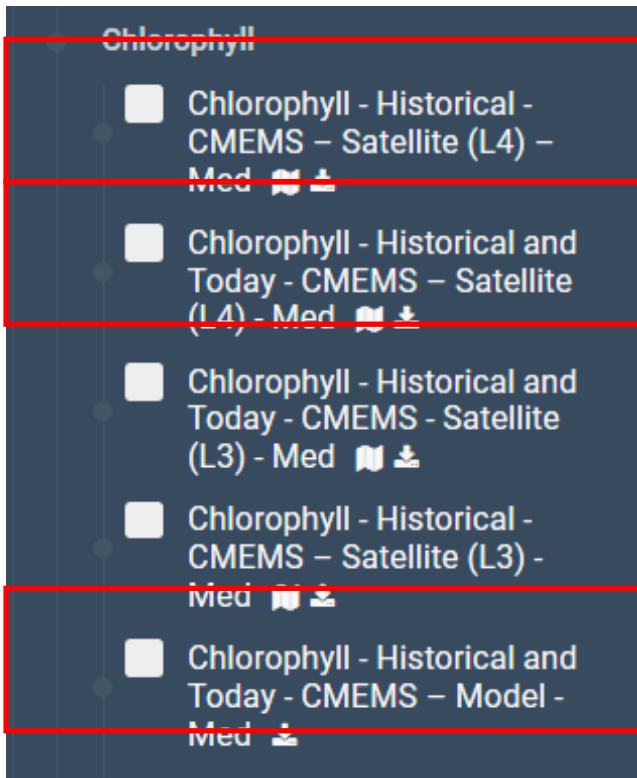 Chlorophyll
Chlorophyll - Historical -
CMEMS – Satellite (L4) –
Med
Chlorophyll - Historical and
Today - CMEMS – Satellite
(L4) - Med
Chlorophyll - Historical and
Today - CMEMS - Satellite
(L3) - Med
Chlorophyll - Historical -
CMEMS – Satellite (L3) -
Med
Chlorophyll - Historical and
Today - CMEMS – Model -
Med